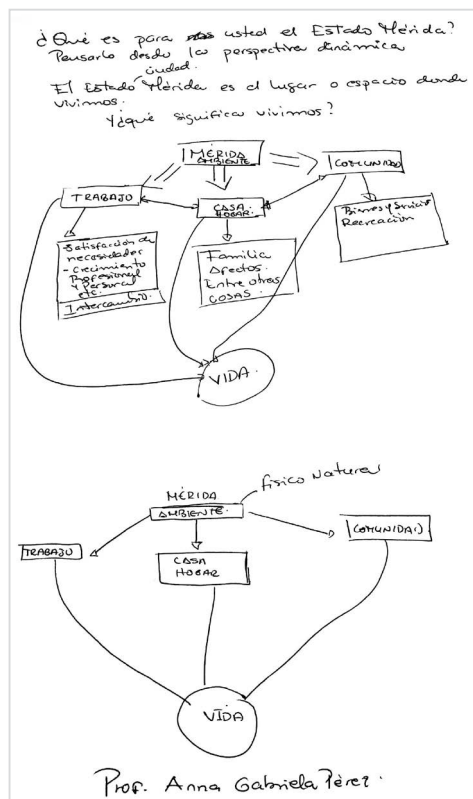 ¿Qué es para usted el Estado Mérida?
Pensarlo desde la perspectiva dinámica
ciudad.
El Estado Mérida es el lugar o espacio donde
vivimos.
Y ¿qué significa vivimos?
MÉRIDA
AMBIENTE
COMUNIDAD
TRABAJO
CASA
HOGAR
Bienes y Servicios
Recreación
-Satisfacción de
necesidades
- Crecimiento
Profesional
y Personal
etc.
Intercambio.
Familia
Afectos.
Entre otras
COSAS
VIDA.
físico Natural
MÉRIDA
AMBIENTE.
COMUNIDAD
TRABAJO
CASA
HOGAR
VIDA
Prof. Anna Gabriela Pérez.